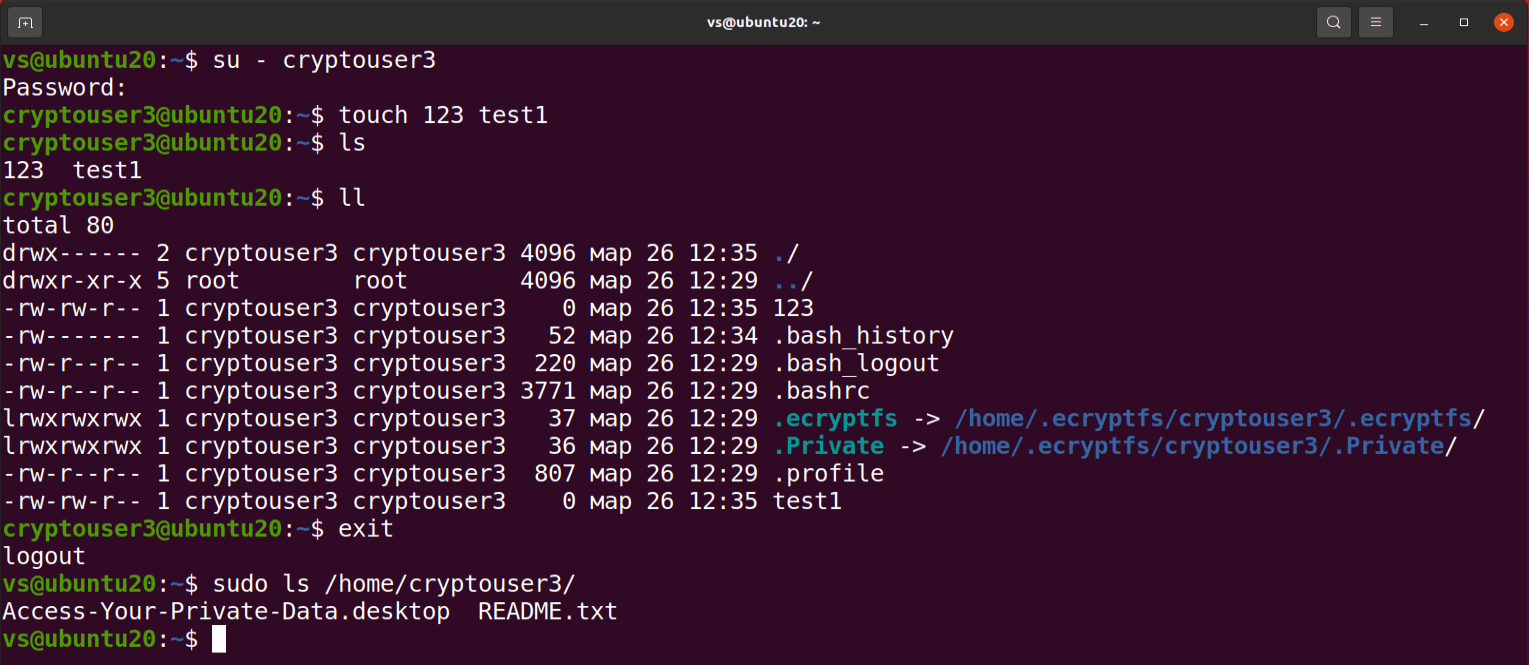 vs@ubuntu20: ~
vs@ubuntu20:~$ su - cryptouser3
Password:
cryptouser3@ubuntu20:~$ touch 123 test1
cryptouser3@ubuntu20:~$ ls
123  test1
cryptouser3@ubuntu20:~$ ll
total 80
drwx------ 2 cryptouser3 cryptouser3 4096 мар 26 12:35 ./
drwxr-xr-x 5 root        root        4096 мар 26 12:29 ../
-rw-rw-r-- 1 cryptouser3 cryptouser3    0 мар 26 12:35 123
-rw------- 1 cryptouser3 cryptouser3   52 мар 26 12:34 .bash_history
-rw-r--r-- 1 cryptouser3 cryptouser3  220 мар 26 12:29 .bash_logout
-rw-r--r-- 1 cryptouser3 cryptouser3 3771 мар 26 12:29 .bashrc
lrwxrwxrwx 1 cryptouser3 cryptouser3   37 мар 26 12:29 .ecryptfs -> /home/.ecryptfs/cryptouser3/.ecryptfs/
lrwxrwxrwx 1 cryptouser3 cryptouser3   36 мар 26 12:29 .Private -> /home/.ecryptfs/cryptouser3/.Private/
-rw-r--r-- 1 cryptouser3 cryptouser3  807 мар 26 12:29 .profile
-rw-rw-r-- 1 cryptouser3 cryptouser3    0 мар 26 12:35 test1
cryptouser3@ubuntu20:~$ exit
logout
vs@ubuntu20:~$ sudo ls /home/cryptouser3/
Access-Your-Private-Data.desktop  README.txt
vs@ubuntu20:~$